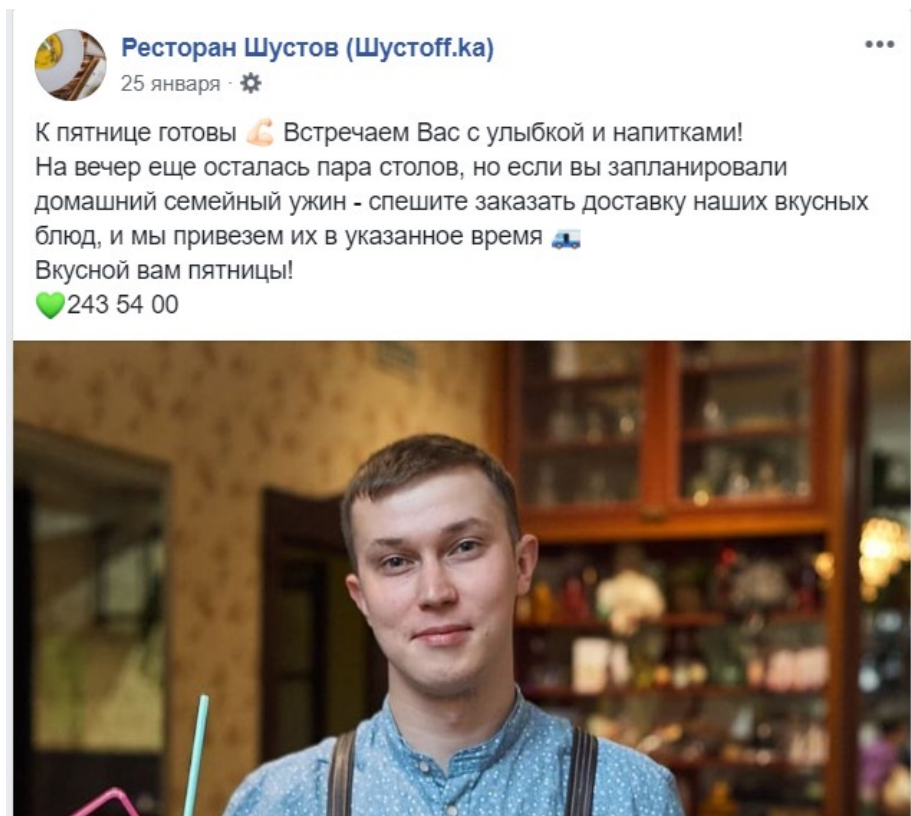 Ресторан Шустов (Шустoff.ka)
25 января ·
К пятнице готовы 💪🏻 Встречаем Вас с улыбкой и напитками!
На вечер еще осталась пара столов, но если вы запланировали
домашний семейный ужин - спешите заказать доставку наших вкусных
блюд, и мы привезем их в указанное время 🚙
Вкусной вам пятницы!
💚243 54 00